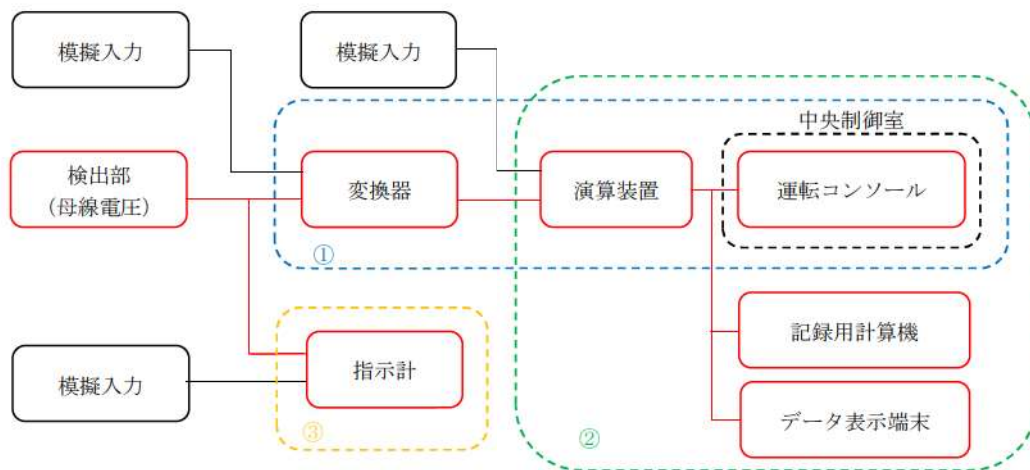 模擬入力
模擬入力
中央制御室
検出部
（母線電圧）
変換器
演算装置
運転コンソール
①
記録用計算機
模擬入力
指示計
データ表示端末
③
②